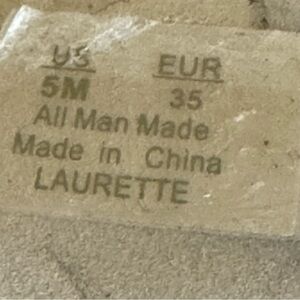 US EUR
5M 35
All Man Made
Made in China
LAURETTE